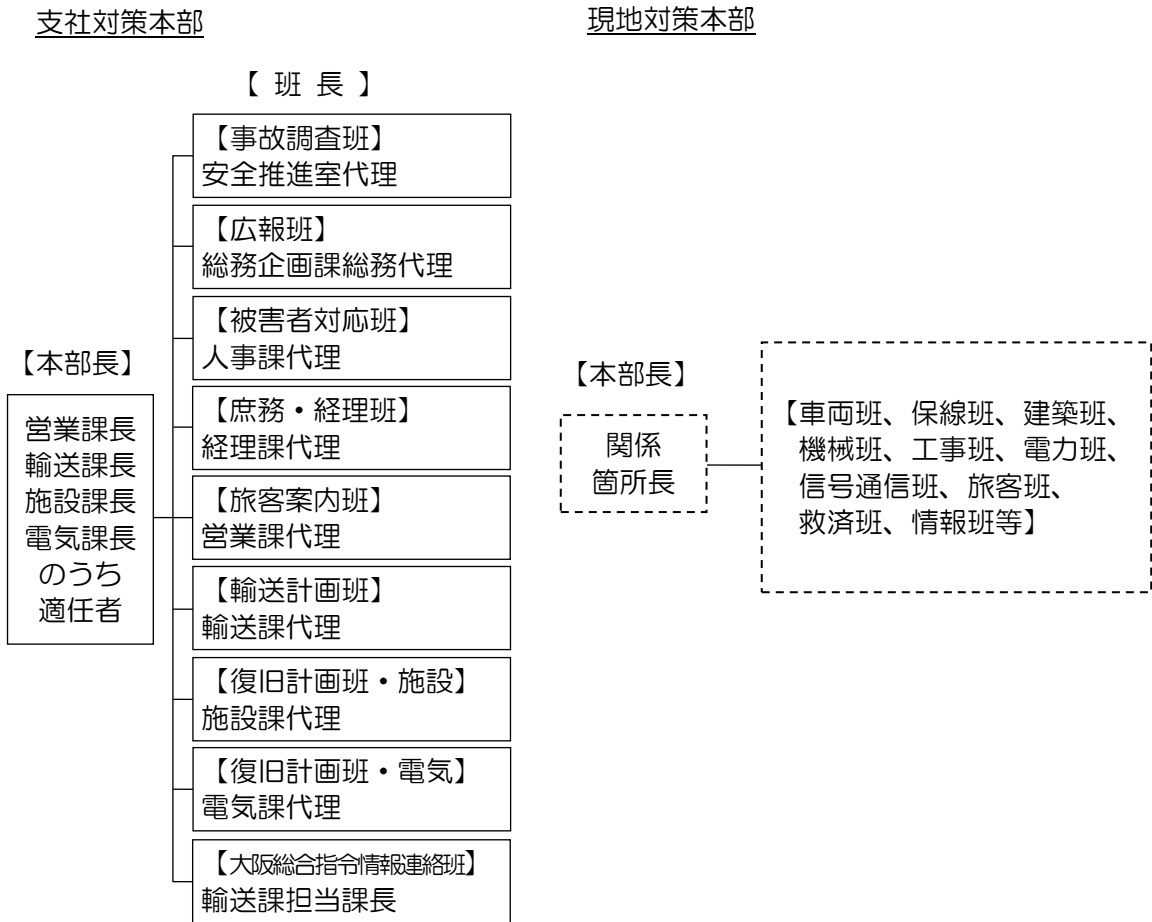 支社対策本部
【 班 長 】
【事故調査班】
安全推進室代理
【広報班】
総務企画課総務代理
【被害者対応班】
人事課代理
【庶務・経理班】
経理課代理
【旅客案内班】
営業課代理
【輸送計画班】
輸送課代理
【復旧計画班・施設】
施設課代理
【復旧計画班・電気】
電気課代理
【大阪総合指令情報連絡班】
輸送課担当課長
【本部長】
営業課長
輸送課長
施設課長
電気課長
のうち
適任者
現地対策本部
【本部長】
関係
箇所長
【車両班、保線班、建築班、
機械班、工事班、電力班、
信号通信班、旅客班、
救済班、情報班等】